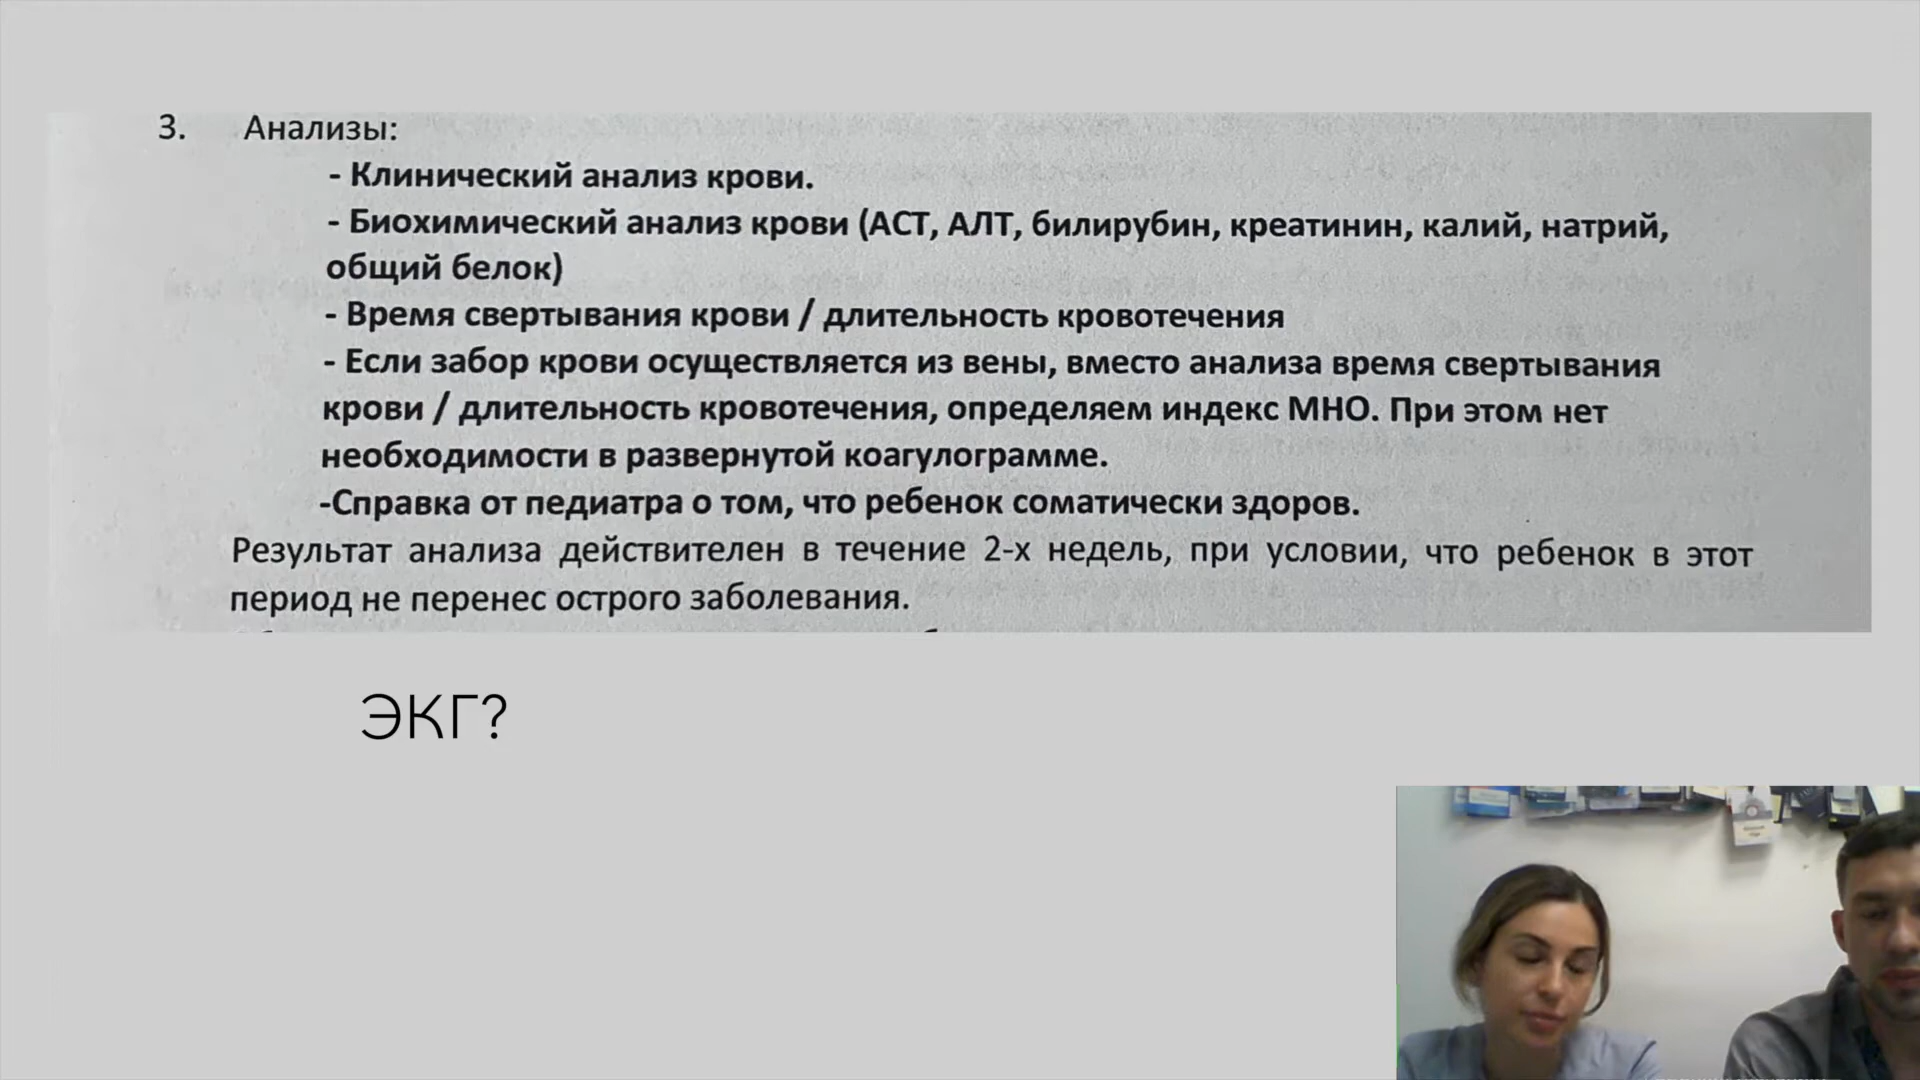 3. Анализы:
- Клинический анализ крови.
- Биохимический анализ крови (АСТ, АЛТ, билирубин, креатинин, калий, натрий,
общий белок)
- Время свертывания крови / длительность кровотечения
- Если забор крови осуществляется из вены, вместо анализа время свертывания
крови / длительность кровотечения, определяем индекс МНО. При этом нет
необходимости в развернутой коагулограмме.
-Справка от педиатра о том, что ребенок соматически здоров.
Результат анализа действителен в течение 2-х недель, при условии, что ребенок в этот
период не перенес острого заболевания.
ЭКГ?